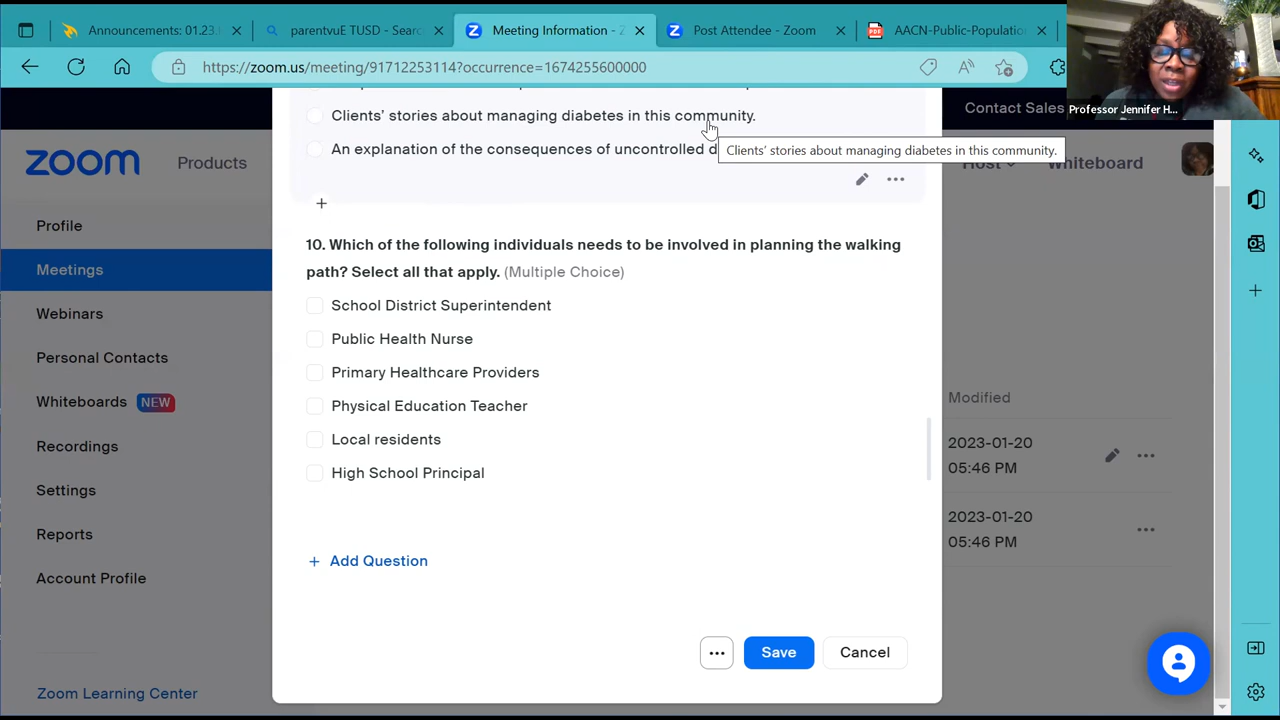 Announcements: 01.23.
parentvuE TUSD - Sear
Meeting Information - Z
Post Attendee - Zoom
AACN-Public-Populatio
https://zoom.us/meeting/91712253114?occurrence=1674255600000
Professor Jennifer H...
Contact Sales
zoom
Products
Host
Whiteboard
Clients' stories about managing diabetes in this community.
An explanation of the consequences of uncontrolled d
Clients' stories about managing diabetes in this community.
Profile
Meetings
Webinars
Personal Contacts
Whiteboards NEW
Recordings
Settings
Reports
Account Profile
Zoom Learning Center
10. Which of the following individuals needs to be involved in planning the walking
path? Select all that apply. (Multiple Choice)
School District Superintendent
Public Health Nurse
Primary Healthcare Providers
Physical Education Teacher
Local residents
High School Principal
+ Add Question
Save
Cancel
Modified
2023-01-20
05:46 PM
2023-01-20
05:46 PM